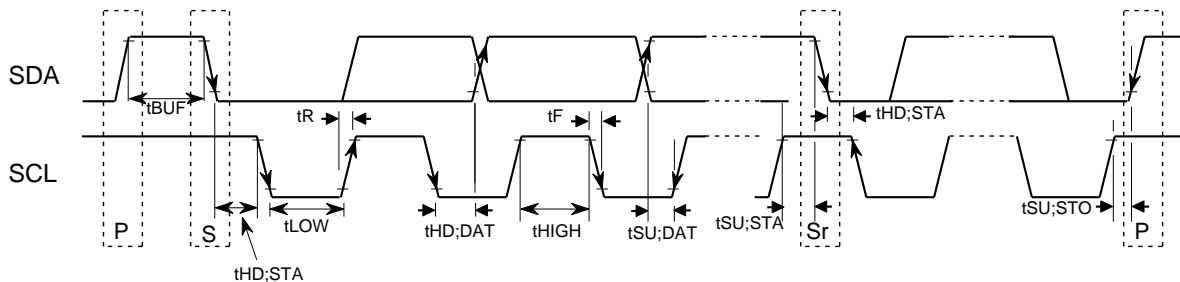 SDA
tBUF
tR
tF
tHD;STA
SCL
P
S
tLOW
tHD;DAT
tHIGH
tSU;DAT
tSU;STA
Sr
tSU;STO
P
tHD;STA